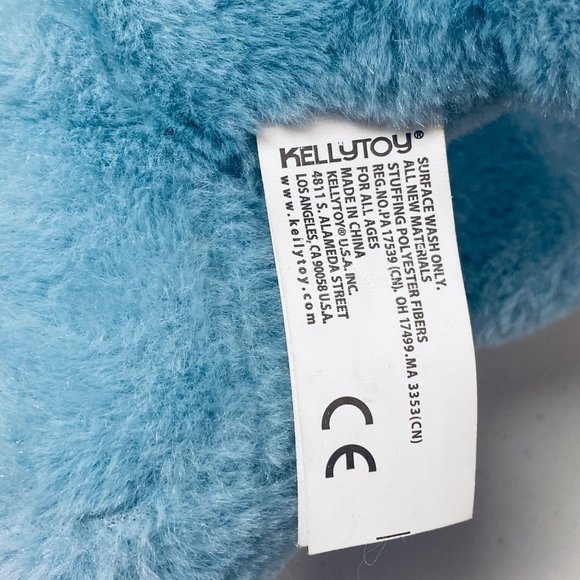 KELLYTOY®
SURFACE WASH ONLY.
ALL NEW MATERIALS
STUFFING POLYESTER FIBERS
REG.NO.PA 17539 (CN). OH 17499.MA 3353(CN)
FOR ALL AGES
MADE IN CHINA
KELLYTOY® U.S.A. INC.
4811 S. ALAMEDA STREET
LOS ANGELES, CA 90058 U.S.A.
www.kellytoy.com
CE